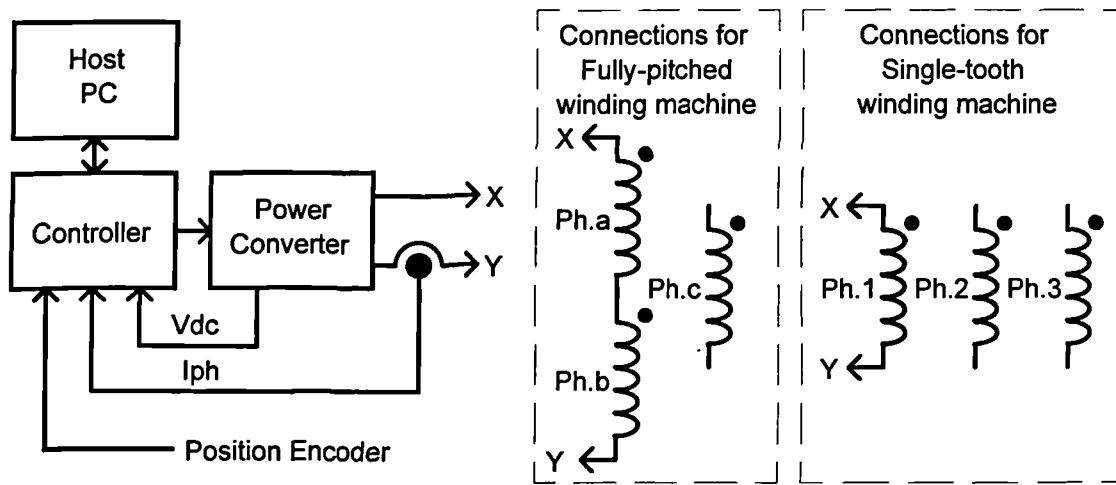 Host
PC
Controller
Power
Converter
X
Y
Vdc
Iph
Position Encoder
Connections for
Fully-pitched
winding machine
X
Ph.a
Ph.c
Ph.b
Y
Connections for
Single-tooth
winding machine
X
Ph.1
Ph.2
Ph.3
Y